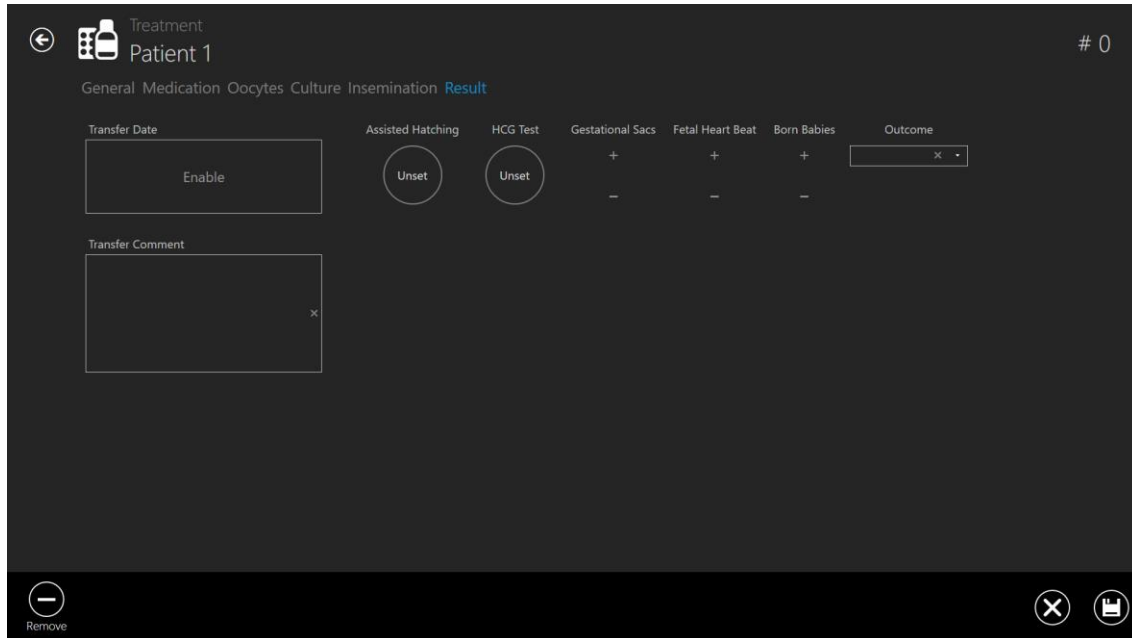 Treatment
Patient 1
# 0
General Medication Oocytes Culture Insemination Result
Transfer Date
Assisted Hatching
HCG Test
Gestational Sacs
Fetal Heart Beat
Born Babies
Outcome
Enable
Unset
Unset
+
+
+
× 
−
−
−
Transfer Comment
×
Remove